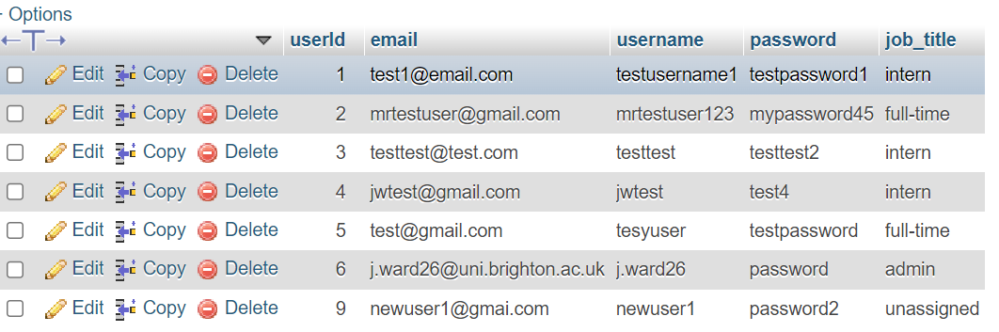 Options
userId email username password job_title
Edit Copy Delete 1 test1@email.com testusername1 testpassword1 intern
Edit Copy Delete 2 mrtestuser@gmail.com mrtestuser123 mypassword45 full-time
Edit Copy Delete 3 testtest@test.com testtest testtest2 intern
Edit Copy Delete 4 jwtest@gmail.com jwtest test4 intern
Edit Copy Delete 5 test@gmail.com tesyuser testpassword full-time
Edit Copy Delete 6 j.ward26@uni.brighton.ac.uk j.ward26 password admin
Edit Copy Delete 9 newuser1@gmai.com newuser1 password2 unassigned